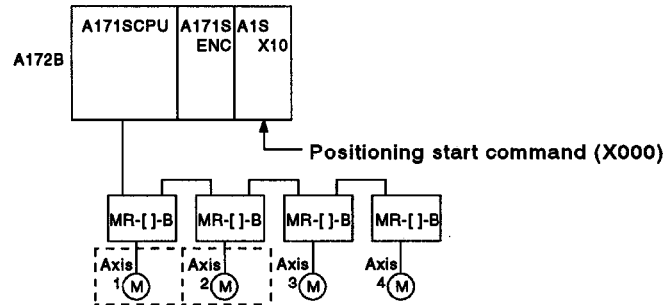 A171SCPU A171S A1S
ENC X10
A172B
Positioning start command (X000)
MR-[ ]-B MR-[ ]-B MR-[ ]-B MR-[ ]-B
Axis Axis Axis Axis
1 M 2 M 3 M 4 M